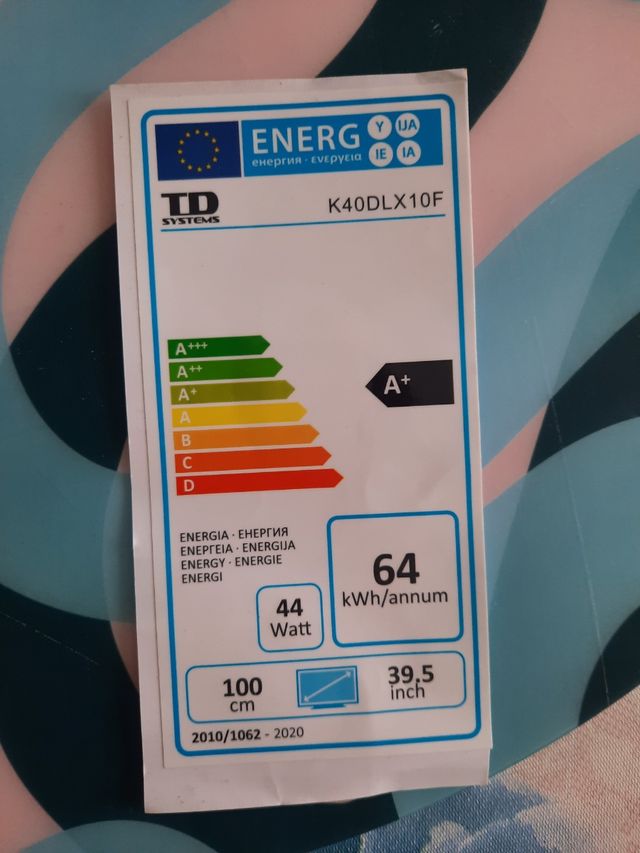 ENERG Y IJA
енергия · ενεργεια IE IA
TD
SYSTEMS
K40DLX10F
A+++
A++
A+
A+
A
B
C
D
ENERGIA · ЕНЕРГИЯ
ΕΝΕΡΓΕΙΑ · ENERGIJA
ENERGY · ENERGIE
ENERGI
64
kWh/annum
44
Watt
100
cm
39.5
inch
2010/1062 - 2020